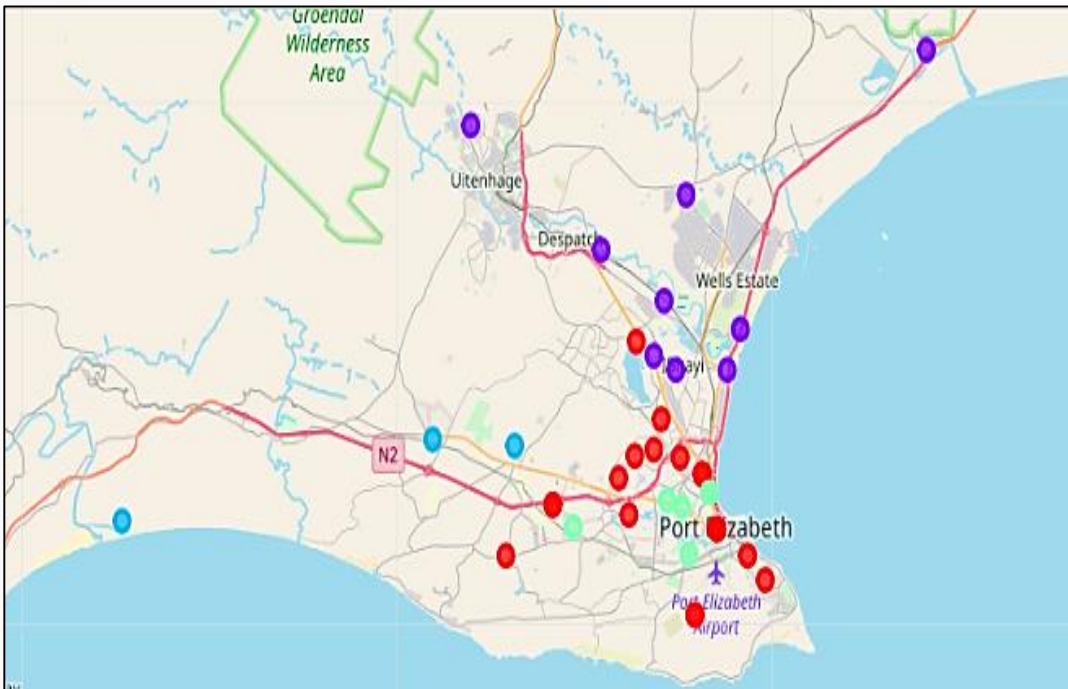 Groendal
Wilderness
Area
Uitenhage
Despatch
Wells Estate
N2
Port Elizabeth
Port Elizabeth
Airport